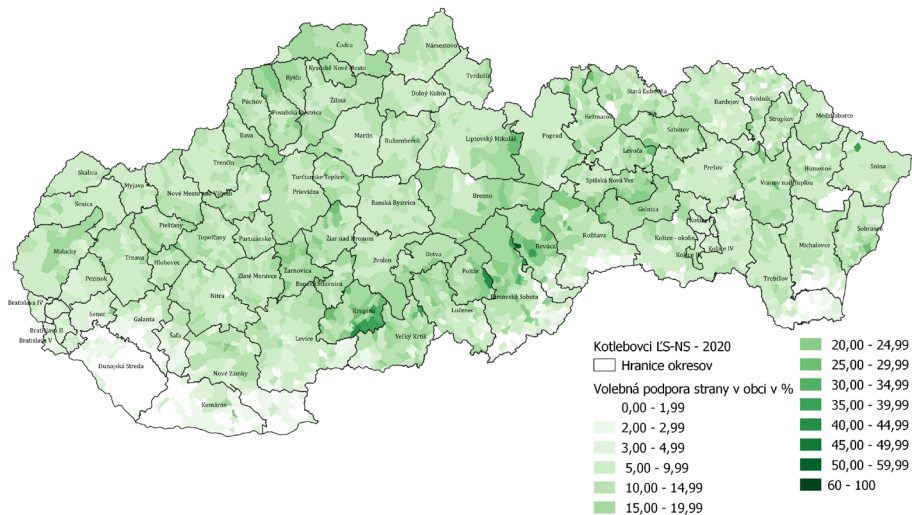 Čadca
Námestovo
Bytča
Kysucké Nové Mesto
Tvrdošín
Dolný Kubín
Stará Ľubovňa
Púchov
Považská Bystrica
Žilina
Kežmarok
Bardejov
Svidník
Stropkov
Medzilaborce
Ilava
Martin
Ružomberok
Liptovský Mikuláš
Poprad
Sabinov
Levoča
Trenčín
Prešov
Humenné
Snina
Skalica
Myjava
Turčianske Teplice
Prievidza
Spišská Nová Ves
Vranov nad Topľou
Nové Mesto nad Váhom
Banská Bystrica
Brezno
Gelnica
Senica
Piešťany
Topoľčany
Partizánske
Žiar nad Hronom
Revúca
Rožňava
Košice - okolie
Košice IV
Sobrance
Michalovce
Malacky
Trnava
Hlohovec
Zvolen
Detva
Poltár
Pezinok
Zlaté Moravce
Žarnovica
Banská Štiavnica
Trebišov
Nitra
Rimavská Sobota
Bratislava IV
Senec
Galanta
Krupina
Lučenec
Bratislava II
Bratislava V
Šaľa
Levice
Veľký Krtíš
Dunajská Streda
Nové Zámky
Komárno
Kotlebovci ĽS-NS - 2020
Hranice okresov
Volebná podpora strany v obci v %
0,00 - 1,99
2,00 - 2,99
3,00 - 4,99
5,00 - 9,99
10,00 - 14,99
15,00 - 19,99
20,00 - 24,99
25,00 - 29,99
30,00 - 34,99
35,00 - 39,99
40,00 - 44,99
45,00 - 49,99
50,00 - 59,99
60 - 100